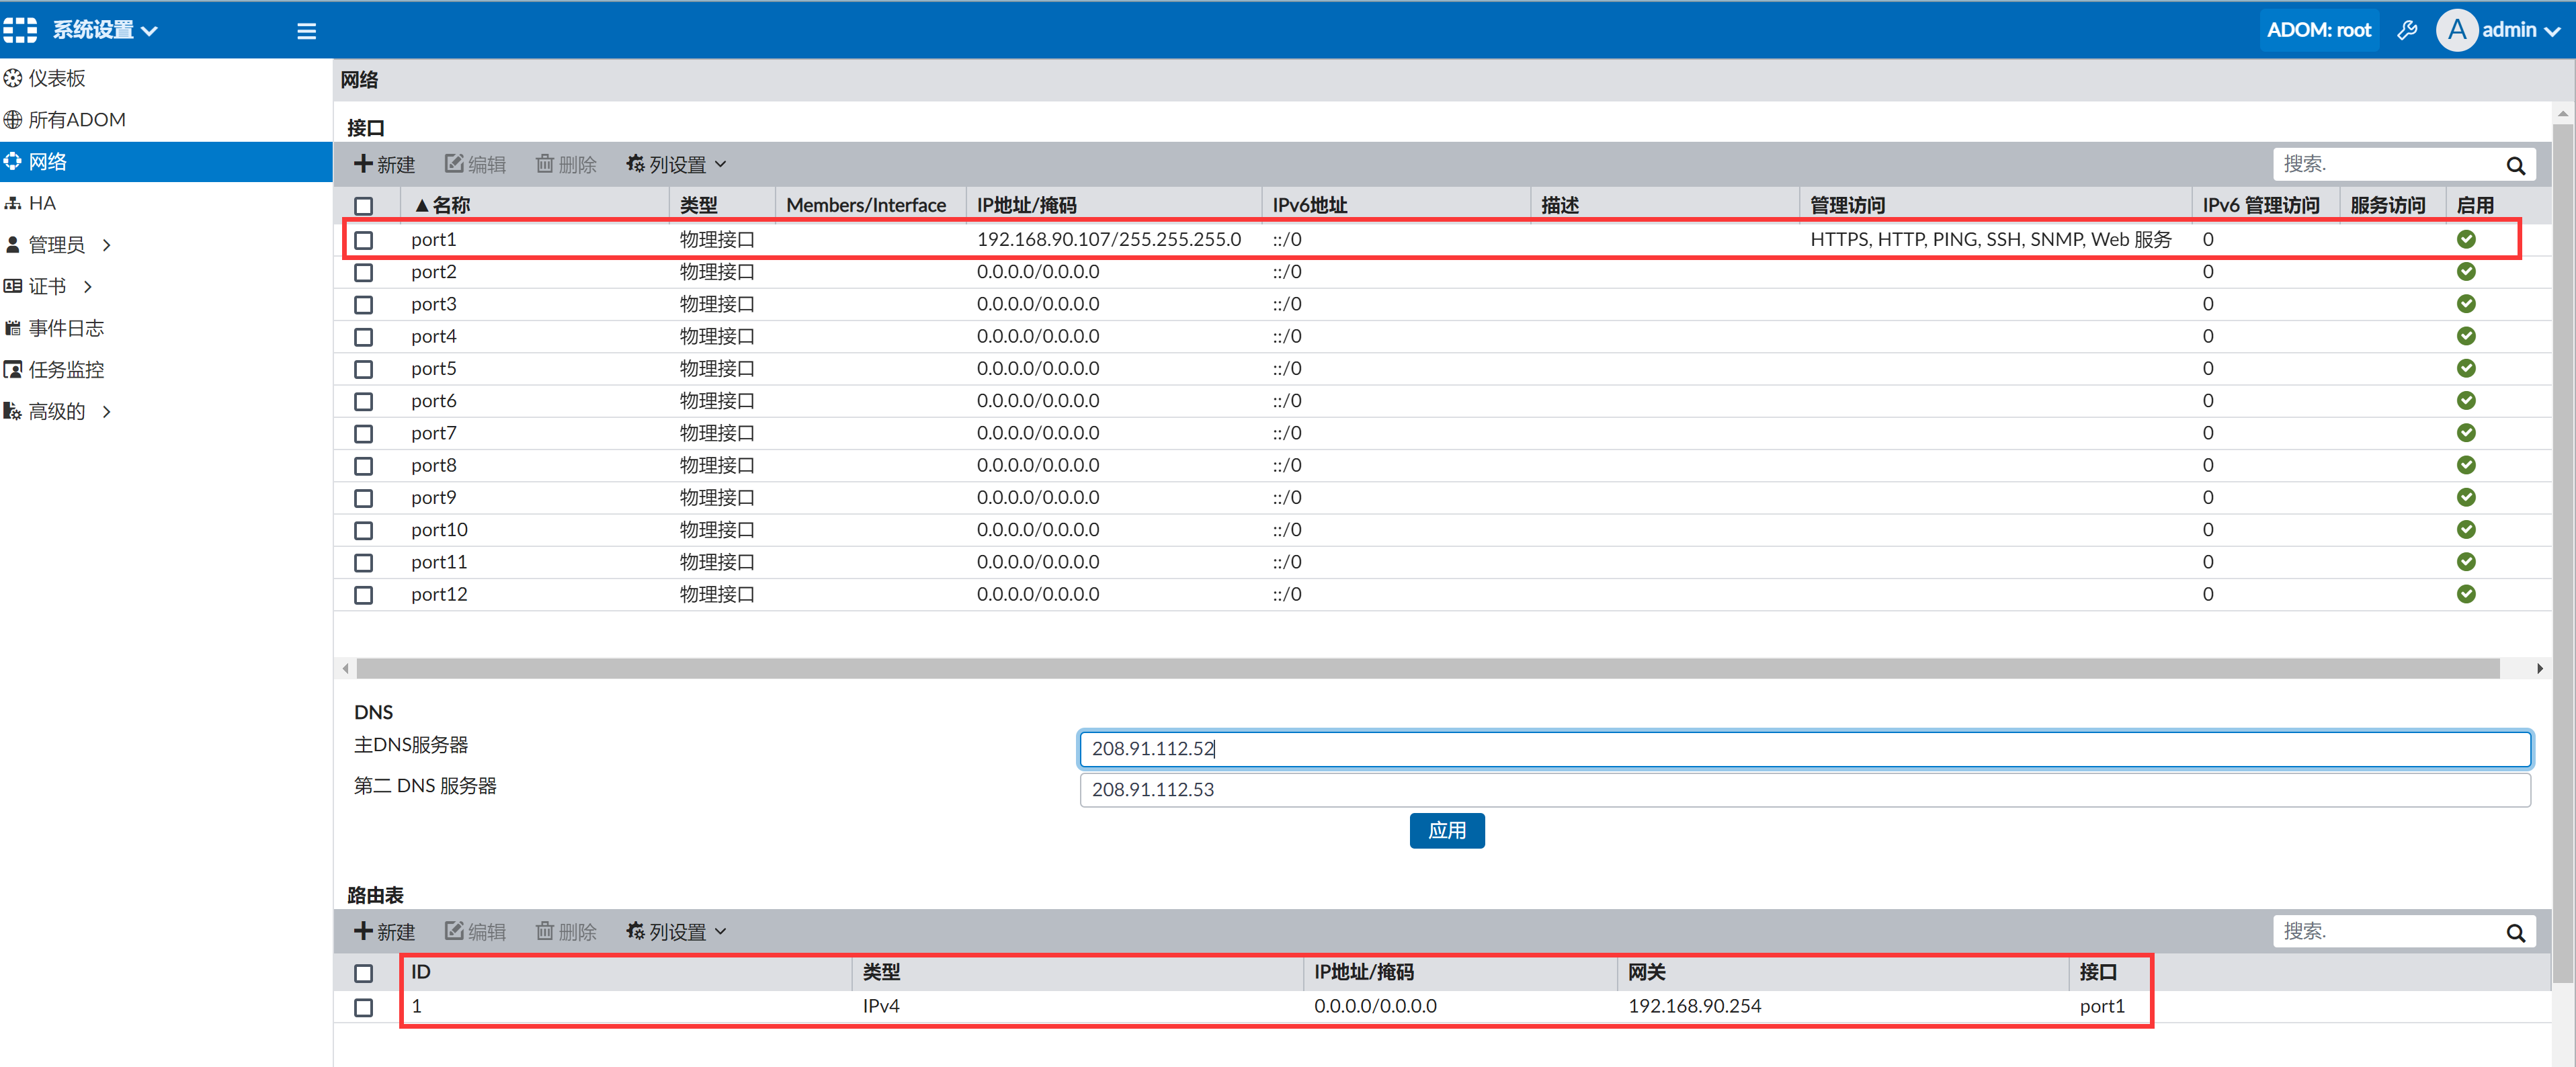 系统设置
ADOM: root
A admin
仪表板
所有ADOM
网络
HA
管理员
证书
事件日志
任务监控
高级的
网络
接口
新建 编辑 删除 列设置 搜索.
▲名称 类型 Members/Interface IP地址/掩码 IPv6地址 描述 管理访问 IPv6 管理访问 服务访问 启用
port1 物理接口 192.168.90.107/255.255.255.0 ::/0 HTTPS, HTTP, PING, SSH, SNMP, Web 服务 0
port2 物理接口 0.0.0.0/0.0.0.0 ::/0 0
port3 物理接口 0.0.0.0/0.0.0.0 ::/0 0
port4 物理接口 0.0.0.0/0.0.0.0 ::/0 0
port5 物理接口 0.0.0.0/0.0.0.0 ::/0 0
port6 物理接口 0.0.0.0/0.0.0.0 ::/0 0
port7 物理接口 0.0.0.0/0.0.0.0 ::/0 0
port8 物理接口 0.0.0.0/0.0.0.0 ::/0 0
port9 物理接口 0.0.0.0/0.0.0.0 ::/0 0
port10 物理接口 0.0.0.0/0.0.0.0 ::/0 0
port11 物理接口 0.0.0.0/0.0.0.0 ::/0 0
port12 物理接口 0.0.0.0/0.0.0.0 ::/0 0
DNS
主DNS服务器 208.91.112.52
第二 DNS 服务器 208.91.112.53
应用
路由表
新建 编辑 删除 列设置 搜索.
ID 类型 IP地址/掩码 网关 接口
1 IPv4 0.0.0.0/0.0.0.0 192.168.90.254 port1